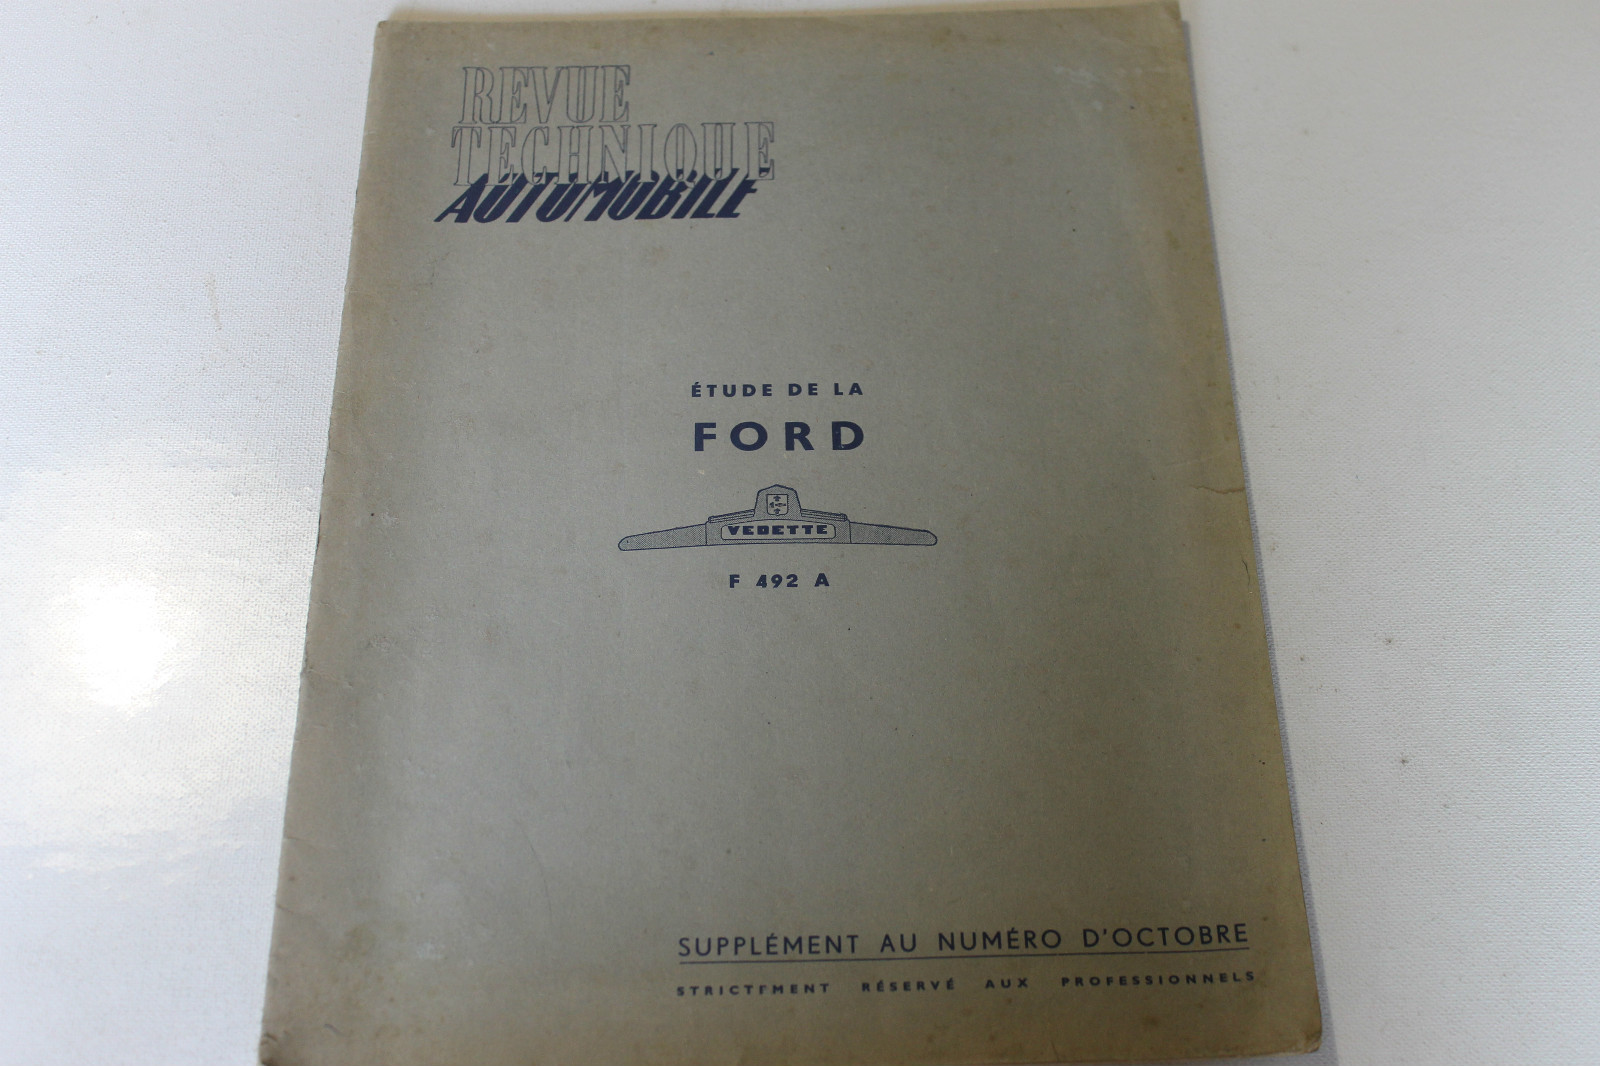 REVUE
TECHNIQUE
AUTOMOBILE
ÉTUDE DE LA
FORD
VEDETTE
F 492 A
SUPPLÉMENT AU NUMÉRO D'OCTOBRE
STRICTEMENT RÉSERVÉ AUX PROFESSIONNELS